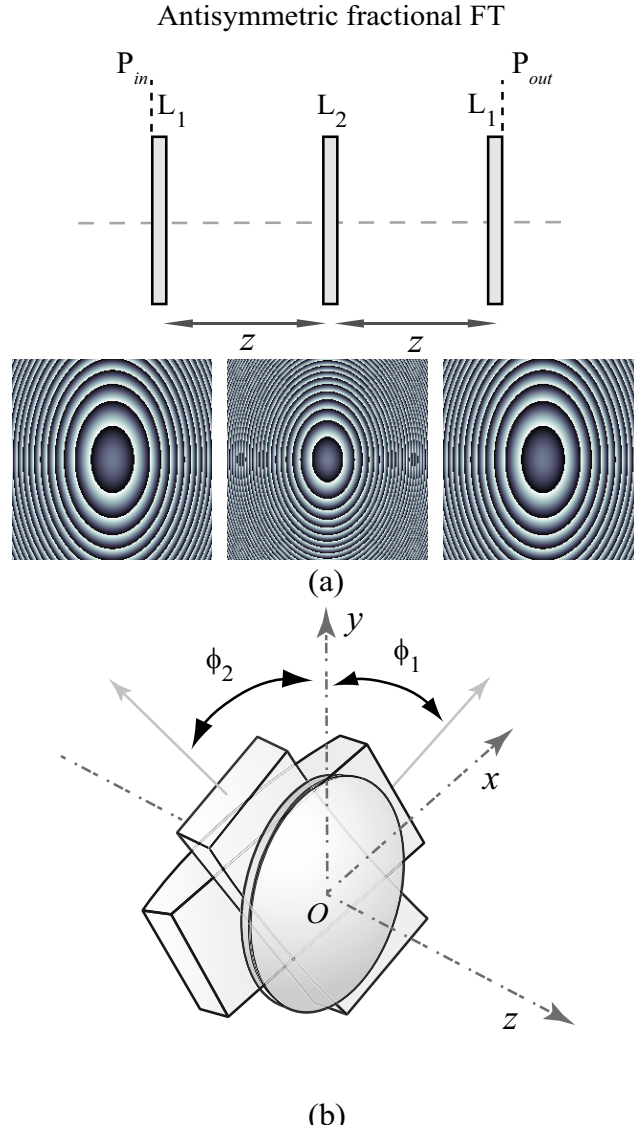 Antisymmetric fractional FT
P_in P_out
L_1 L_2 L_1
z z
(a)
y
ϕ_2 ϕ_1
x
O
z
(b)